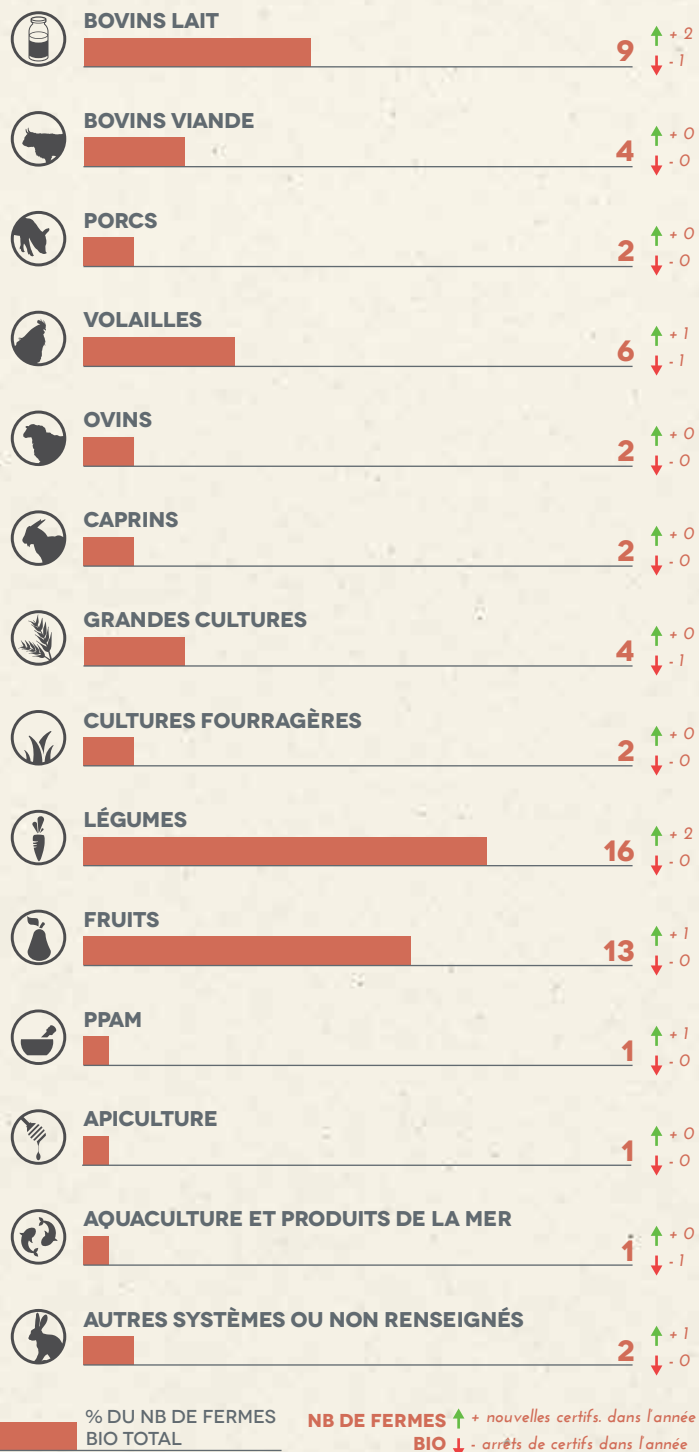 BOVINS LAIT
9 + 2
- 1
BOVINS VIANDE
4 + 0
- 0
PORCS
2 + 0
- 0
VOLAILLES
6 + 1
- 1
OVINS
2 + 0
- 0
CAPRINS
2 + 0
- 0
GRANDES CULTURES
4 + 0
- 1
CULTURES FOURRAGÈRES
2 + 0
- 0
LÉGUMES
16 + 2
- 0
FRUITS
13 + 1
- 0
PPAM
1 + 1
- 0
APICULTURE
1 + 0
- 0
AQUACULTURE ET PRODUITS DE LA MER
1 + 0
- 1
AUTRES SYSTÈMES OU NON RENSEIGNÉS
2 + 1
- 0
% DU NB DE FERMES
BIO TOTAL
NB DE FERMES + nouvelles certifs. dans l'année
BIO - arrêts de certifs dans l'année